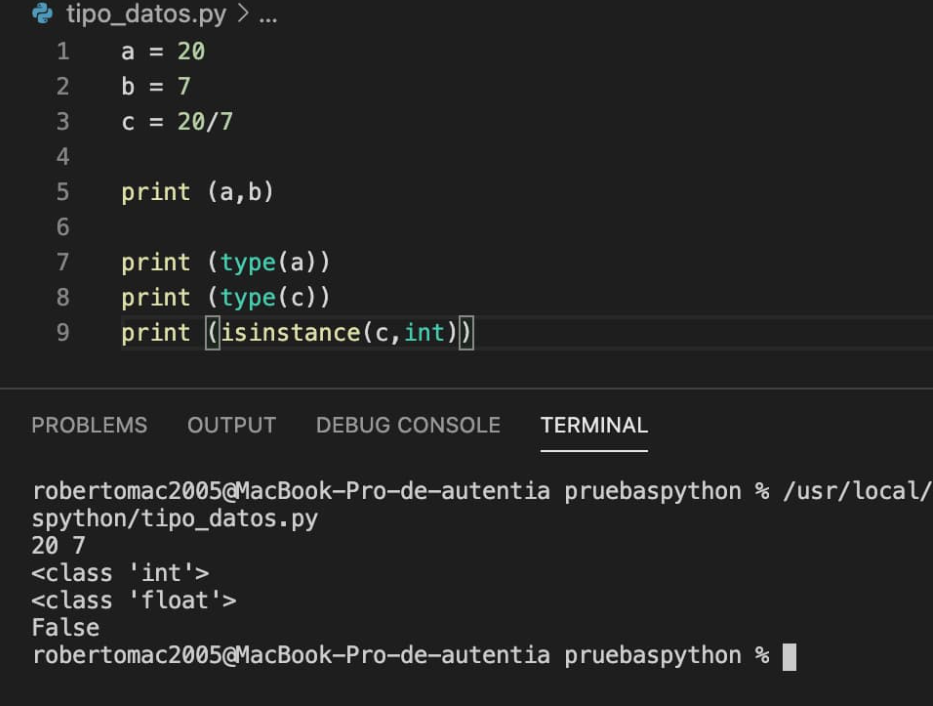 tipo_datos.py > ...
1 a = 20
2 b = 7
3 c = 20/7
4
5 print (a,b)
6
7 print (type(a))
8 print (type(c))
9 print (isinstance(c,int))
PROBLEMS OUTPUT DEBUG CONSOLE TERMINAL
robertomac2005@MacBook-Pro-de-autentia pruebaspython % /usr/local/
spython/tipo_datos.py
20 7
<class 'int'>
<class 'float'>
False
robertomac2005@MacBook-Pro-de-autentia pruebaspython %